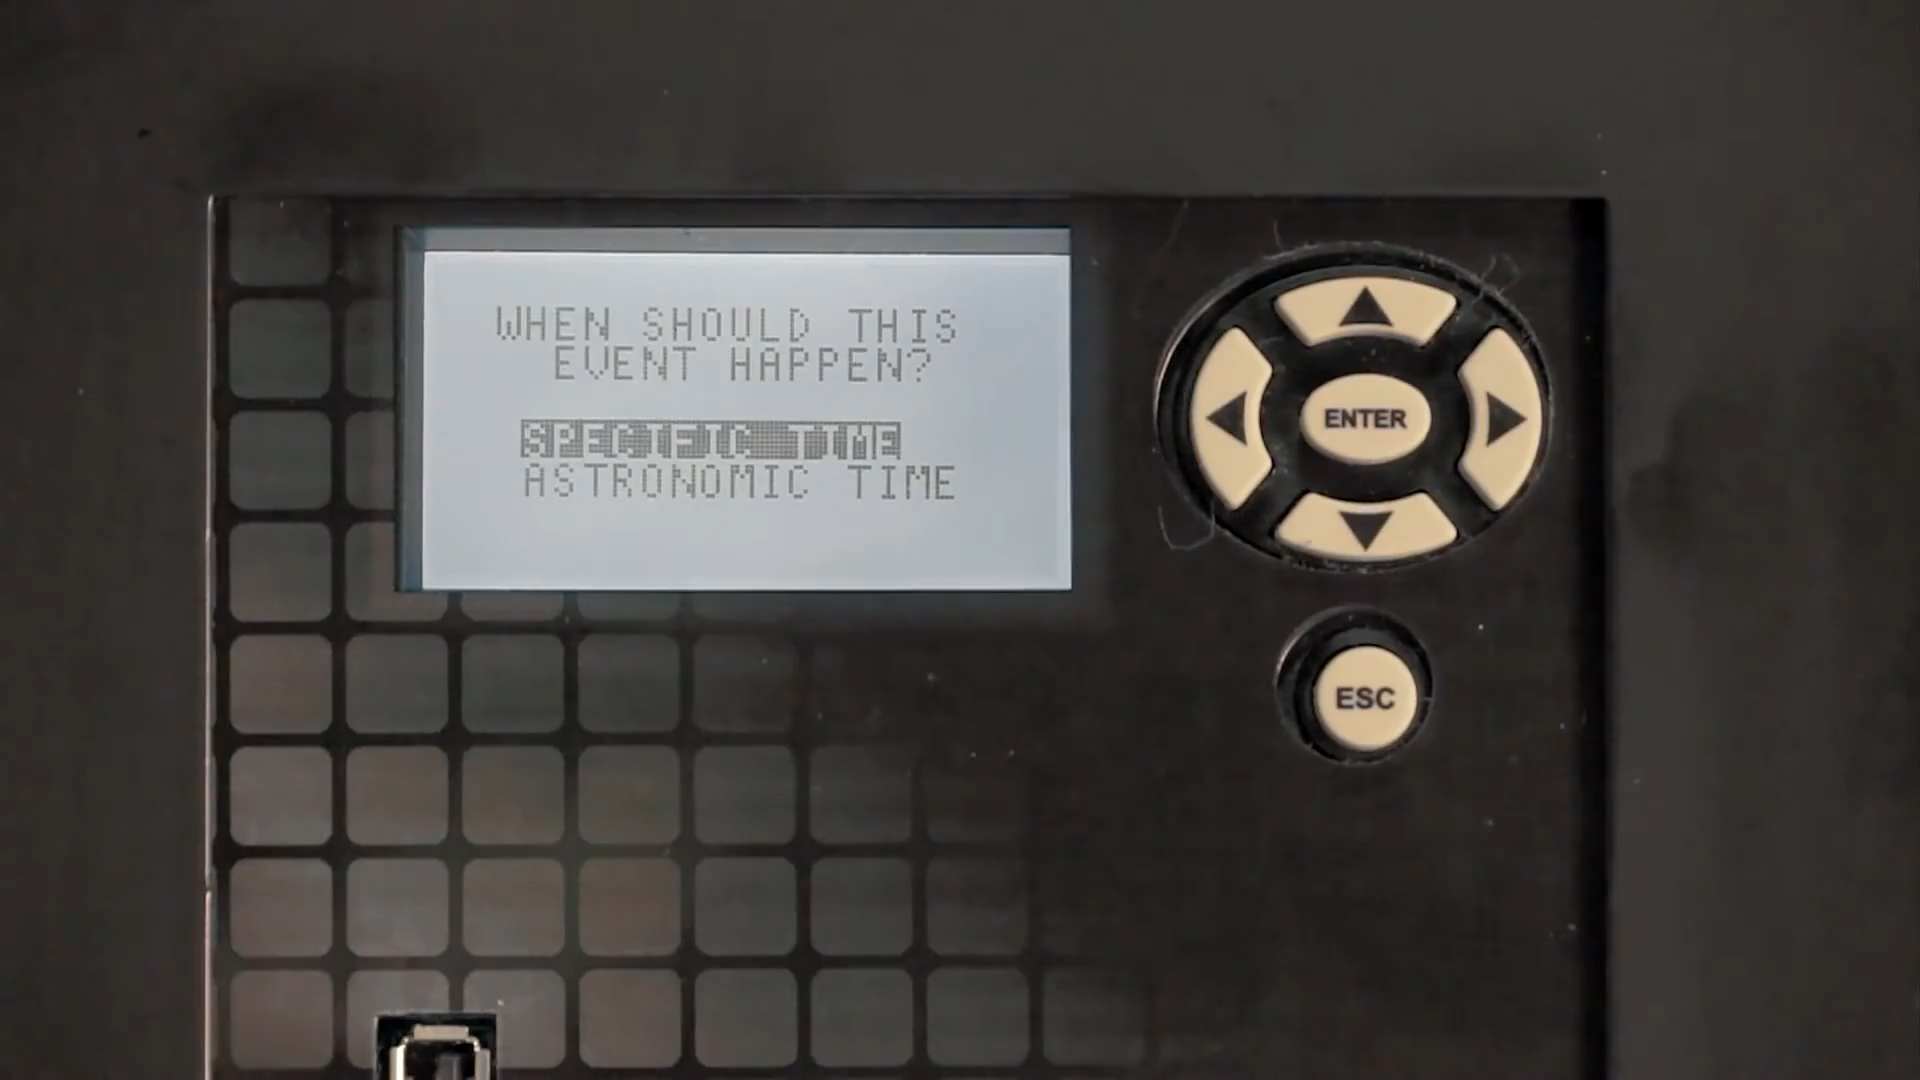 WHEN SHOULD THIS
EVENT HAPPEN?
SPECIFIC TIME
ASTRONOMIC TIME
ENTER
ESC